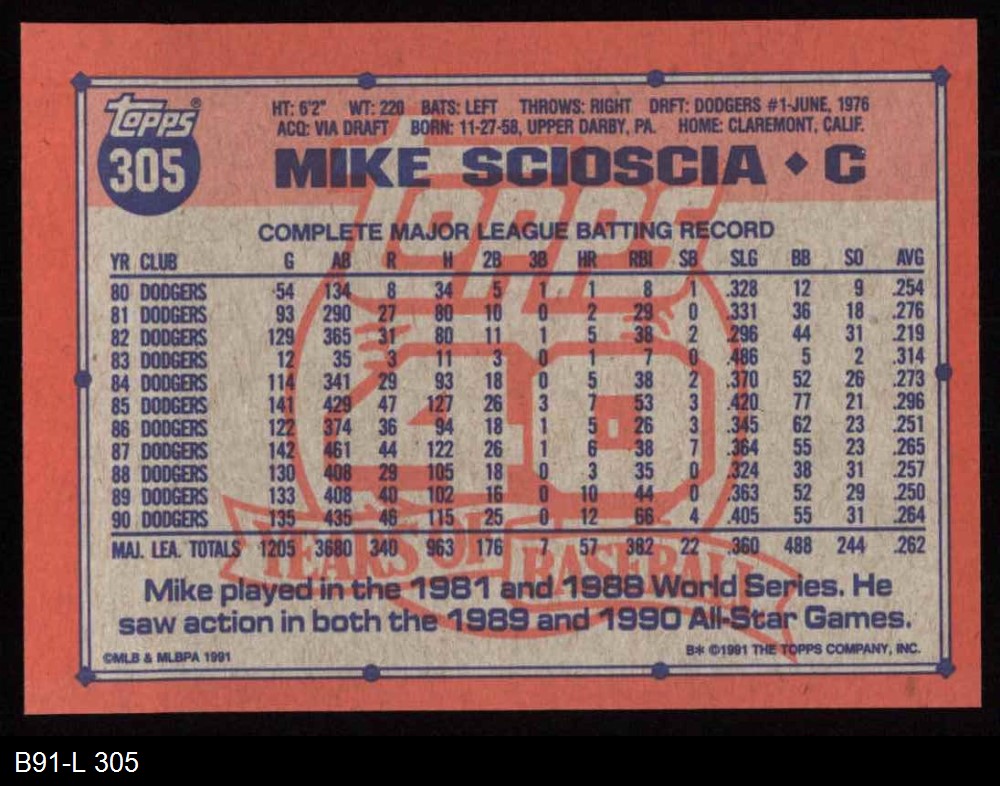 topps®
305
HT: 6'2" WT: 220 BATS: LEFT THROWS: RIGHT DRFT: DODGERS #1-JUNE, 1976
ACQ: VIA DRAFT BORN: 11-27-58, UPPER DARBY, PA. HOME: CLAREMONT, CALIF.
MIKE SCIOSCIA ◆ C
COMPLETE MAJOR LEAGUE BATTING RECORD
YR CLUB G AB R H 2B 3B HR RBI SB SLG BB SO AVG
80 DODGERS 54 134 8 34 5 1 1 8 1 .328 12 9 .254
81 DODGERS 93 290 27 80 10 0 2 29 0 .331 36 18 .276
82 DODGERS 129 365 31 80 11 1 5 38 2 .296 44 31 .219
83 DODGERS 12 35 3 11 3 0 1 7 0 .486 5 2 .314
84 DODGERS 114 341 29 93 18 0 5 38 2 .370 52 26 .273
85 DODGERS 141 429 47 127 26 3 7 53 3 .420 77 21 .296
86 DODGERS 122 374 36 94 18 1 5 26 3 .345 62 23 .251
87 DODGERS 142 461 44 122 26 1 6 38 7 .364 55 23 .265
88 DODGERS 130 408 29 105 18 0 3 35 0 .324 38 31 .257
89 DODGERS 133 408 40 102 16 0 10 44 0 .363 52 29 .250
90 DODGERS 135 435 46 115 25 0 12 66 4 .405 55 31 .264
MAJ. LEA. TOTALS 1205 3680 340 963 176 7 57 382 22 .360 488 244 .262
topps
40
YEARS OF BASEBALL
Mike played in the 1981 and 1988 World Series. He
saw action in both the 1989 and 1990 All-Star Games.
©MLB & MLBPA 1991 B* ©1991 THE TOPPS COMPANY, INC.
B91-L 305